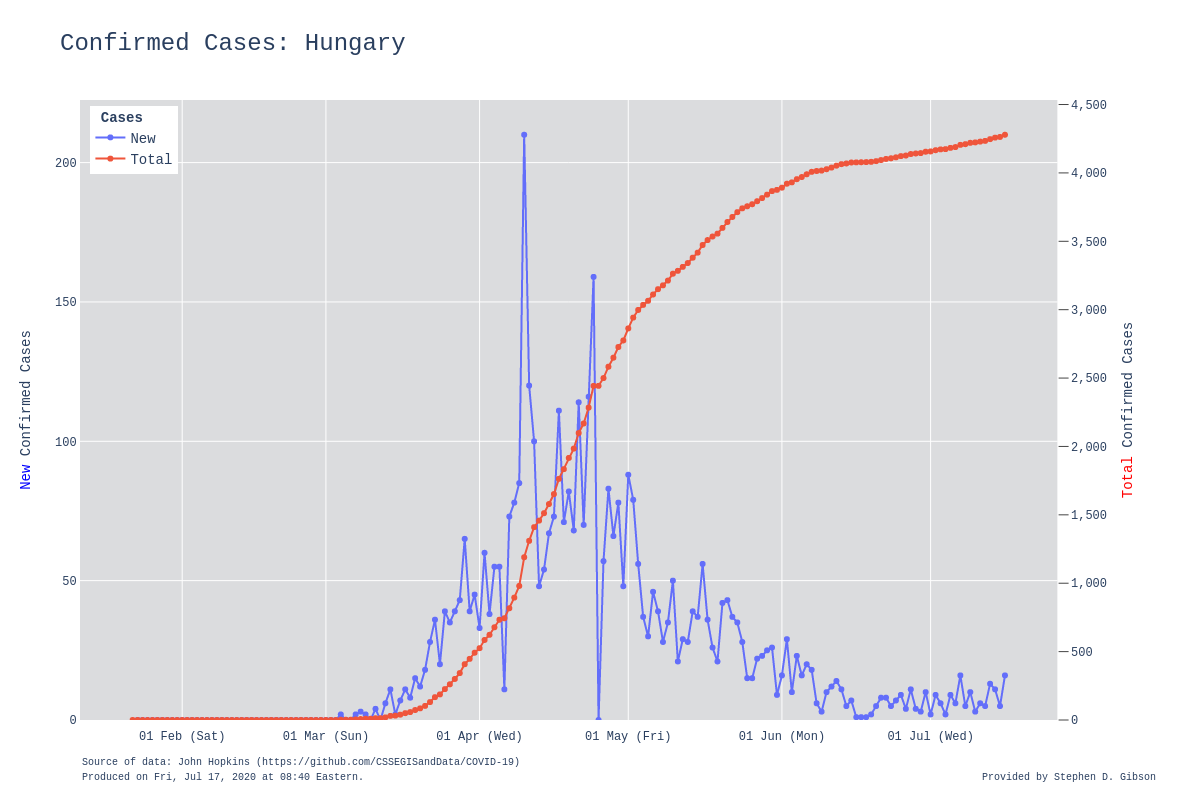 Confirmed Cases: Hungary
Cases
New
Total
200
150
100
50
0
4,500
4,000
3,500
3,000
2,500
2,000
1,500
1,000
500
0
New Confirmed Cases
Total Confirmed Cases
01 Feb (Sat)
01 Mar (Sun)
01 Apr (Wed)
01 May (Fri)
01 Jun (Mon)
01 Jul (Wed)
Source of data: John Hopkins (https://github.com/CSSEGISandData/COVID-19)
Produced on Fri, Jul 17, 2020 at 08:40 Eastern.
Provided by Stephen D. Gibson